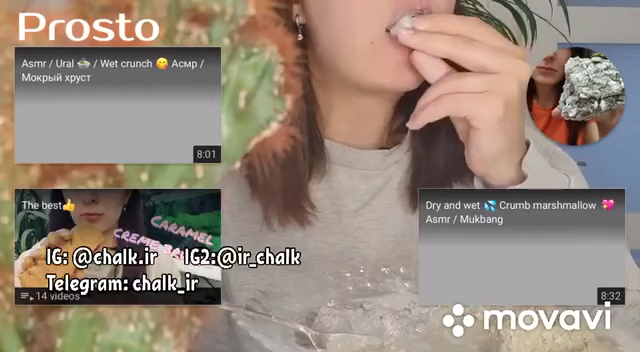 Prosto
Asmr / Ural 🍲 / Wet crunch 😋 Асмр /
Мокрый хруст
8:01
The best👍
CARAMEL
IG: @chalk.ir IG2:@ir_chalk
Telegram: chalk_ir
14 videos
Dry and wet 💦 Crumb marshmallow 💖
Asmr / Mukbang
8:32
movavi